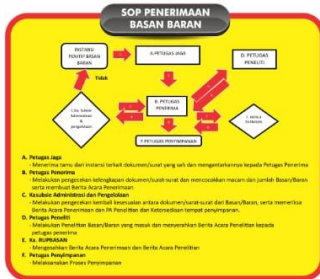 SOP PENERIMAAN
BASAN BARAN
INSTANSI
PENITIP BASAN
BARAN
A. PETUGAS JAGA
D. PETUGAS
PENELITI
Tidak
B. PETUGAS
PENERIMA
F. PETUGAS PENYIMPANAN
A. Petugas Jaga
- Menerima tamu dari instansi terkait dokumen/surat yang sah dan mengantarkannya kepada Petugas Penerima
B. Petugas Penerima
- Melakukan pengecekan kelengkapan dokumen/surat-surat dan mencocokkan macam dan jumlah Basan/Baran
serta membuat Berita Acara Penerimaan
C. Kasubsie Administrasi dan Pengelolaan
- Melakukan pengecekan kembali kesesuaian antara dokumen/surat-surat dari Basan/Baran, serta memeriksa
Berita Acara Penerimaan dan PA Penelitian dan Ketersediaan tempat penyimpanan.
D. Petugas Peneliti
- Melakukan Penelitian Basan/Baran yang masuk dan menyerahkan Berita Acara Penelitian kepada
petugas penerima
E. Ka. RUPBASAN
- Mengesahkan Berita Acara Penerimaan dan Berita Acara Penelitian
F. Petugas Penyimpanan
- Melaksanakan Proses Penyimpanan